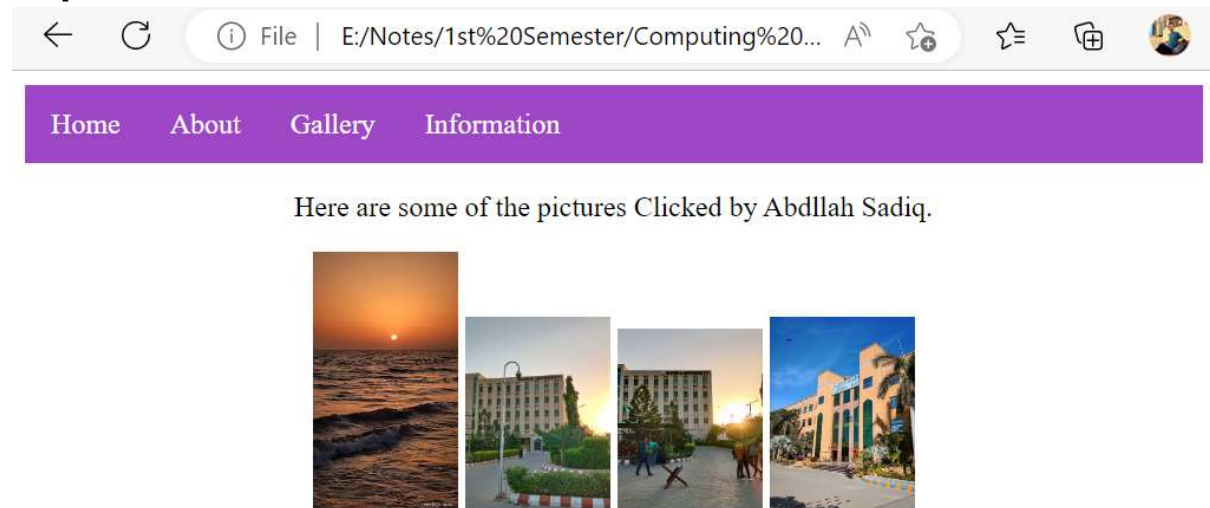 File | E:/Notes/1st%20Semester/Computing%20...
Home About Gallery Information
Here are some of the pictures Clicked by Abdllah Sadiq.